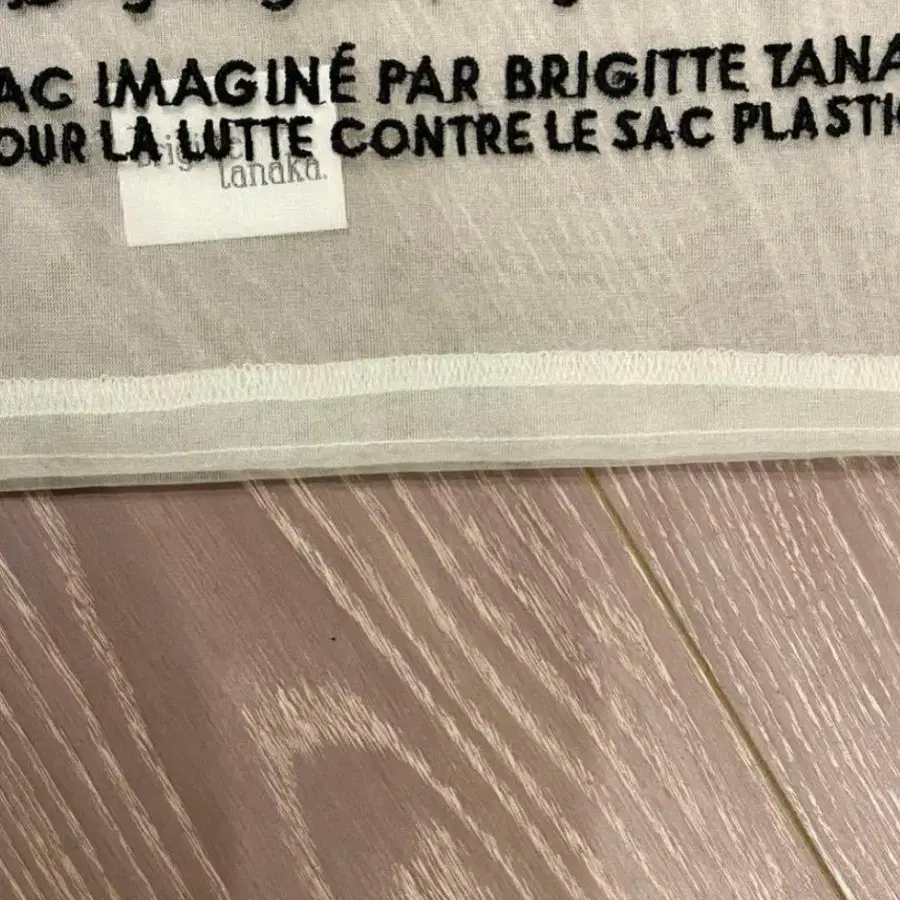 AC IMAGINÉ PAR BRIGITTE TANA
OUR LA LUTTE CONTRE LE SAC PLASTI
tanaka.